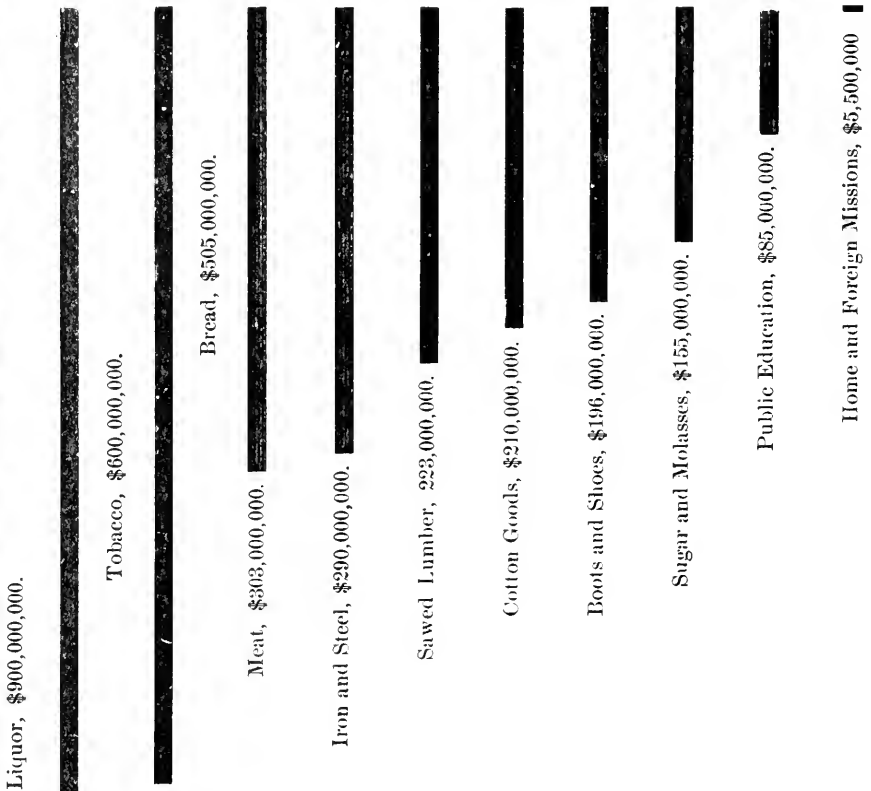 Liquor, $900,000,000.
Tobacco, $600,000,000.
Bread, $505,000,000.
Meat, $303,000,000.
Iron and Steel, $290,000,000.
Sawed Lumber, 223,000,000.
Cotton Goods, $210,000,000.
Boots and Shoes, $196,000,000.
Sugar and Molasses, $155,000,000.
Public Education, $85,000,000.
Home and Foreign Missions, $5,500,000